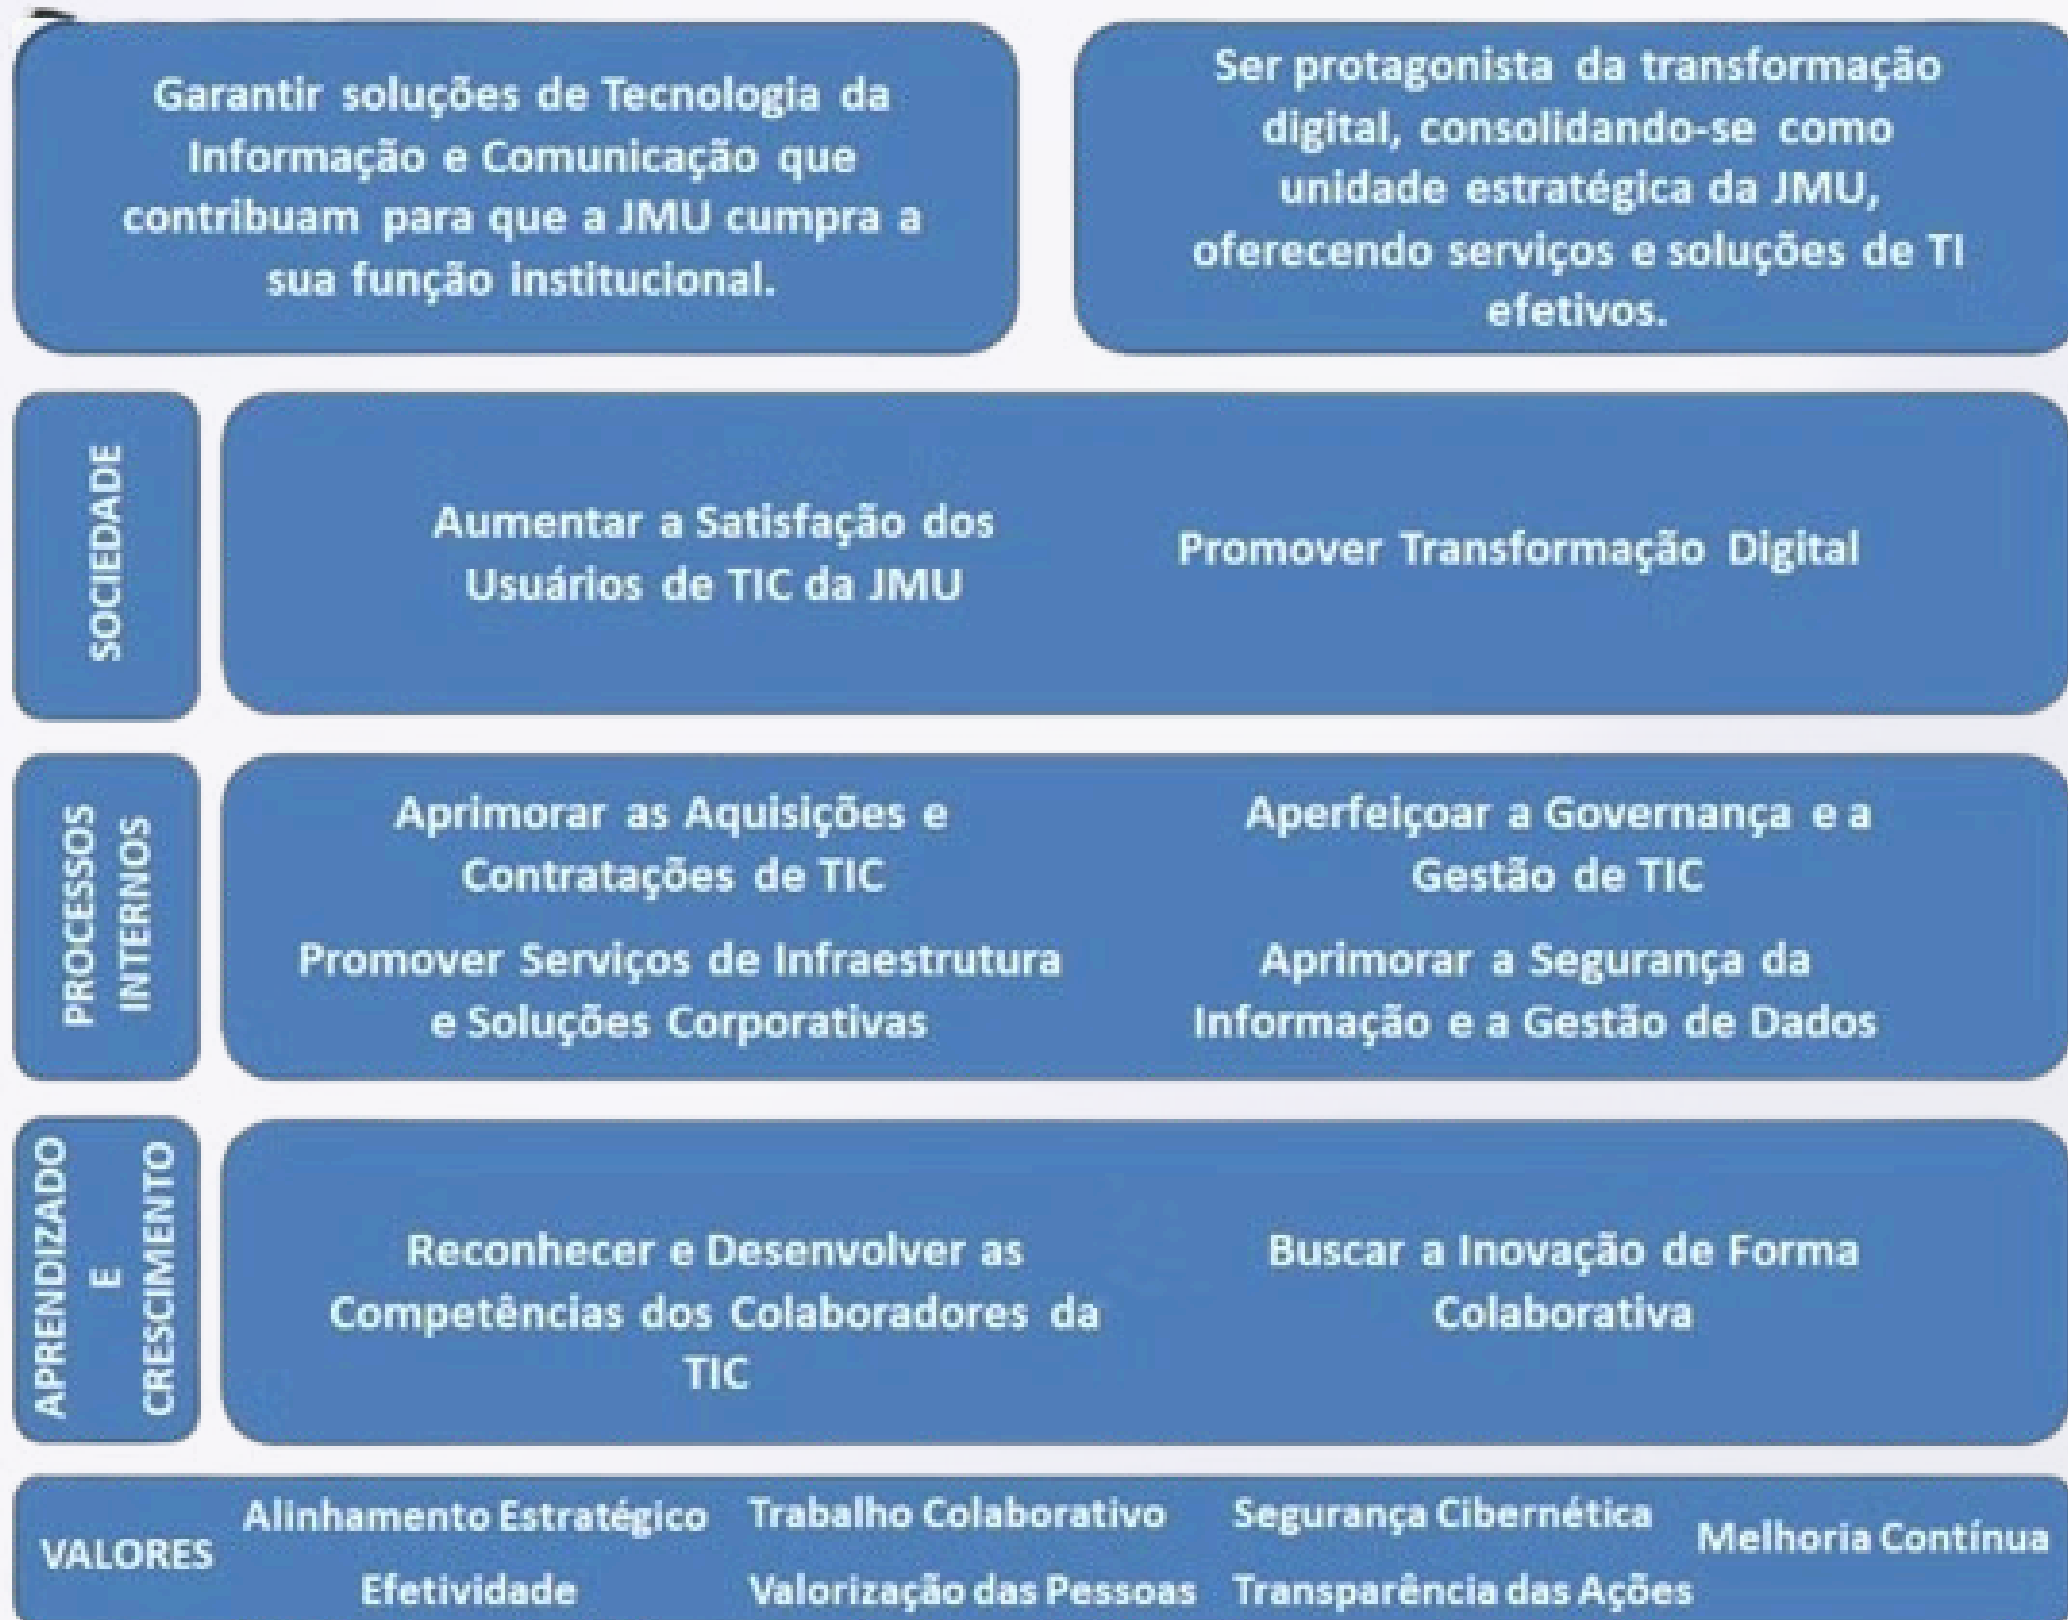 Garantir soluções de Tecnologia da
Informação e Comunicação que
contribuam para que a JMU cumpra a
sua função institucional.
Ser protagonista da transformação
digital, consolidando-se como
unidade estratégica da JMU,
oferecendo serviços e soluções de TI
efetivos.
SOCIEDADE
Aumentar a Satisfação dos
Usuários de TIC da JMU
Promover Transformação Digital
PROCESSOS
INTERNOS
Aprimorar as Aquisições e
Contratações de TIC
Aperfeiçoar a Governança e a
Gestão de TIC
Promover Serviços de Infraestrutura
e Soluções Corporativas
Aprimorar a Segurança da
Informação e a Gestão de Dados
APRENDIZADO
E
CRESCIMENTO
Reconhecer e Desenvolver as
Competências dos Colaboradores da
TIC
Buscar a Inovação de Forma
Colaborativa
VALORES
Alinhamento Estratégico
Efetividade
Trabalho Colaborativo
Valorização das Pessoas
Segurança Cibernética
Transparência das Ações
Melhoria Contínua